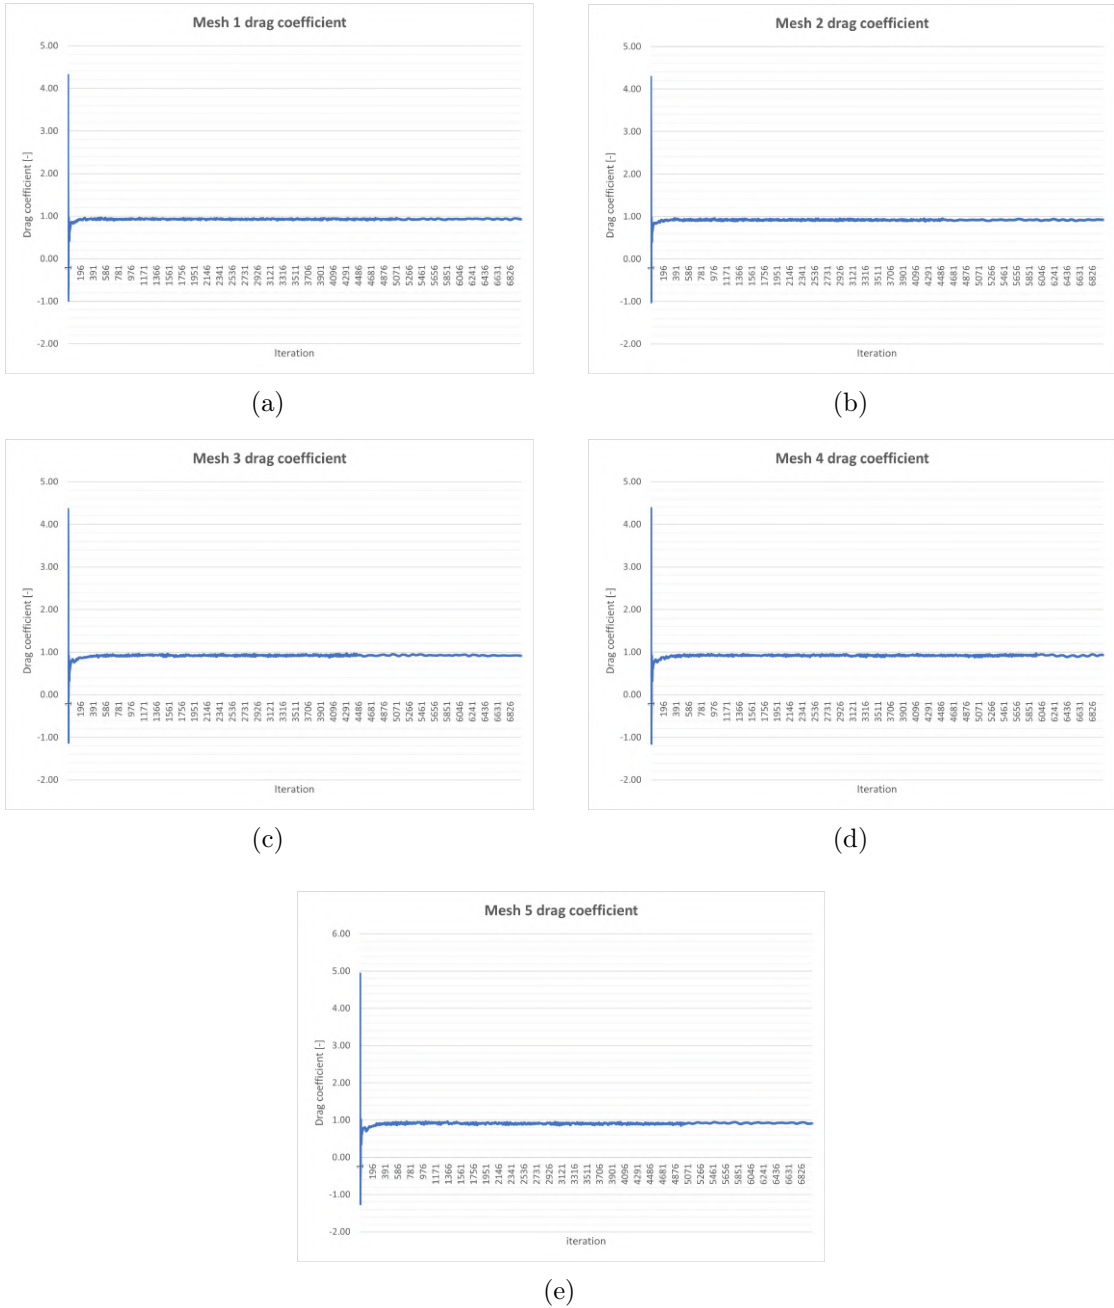 Mesh 1 drag coefficient
5.00
4.00
3.00
2.00
1.00
0.00
-1.00
-2.00
Drag coefficient [-]
1 196 391 586 781 976 1171 1366 1561 1756 1951 2146 2341 2536 2731 2926 3121 3316 3511 3706 3901 4096 4291 4486 4681 4876 5071 5266 5461 5656 5851 6046 6241 6436 6631 6826
Iteration
(a)
Mesh 2 drag coefficient
5.00
4.00
3.00
2.00
1.00
0.00
-1.00
-2.00
Drag coefficient [-]
1 196 391 586 781 976 1171 1366 1561 1756 1951 2146 2341 2536 2731 2926 3121 3316 3511 3706 3901 4096 4291 4486 4681 4876 5071 5266 5461 5656 5851 6046 6241 6436 6631 6826
Iteration
(b)
Mesh 3 drag coefficient
5.00
4.00
3.00
2.00
1.00
0.00
-1.00
-2.00
Drag coefficient [-]
1 196 391 586 781 976 1171 1366 1561 1756 1951 2146 2341 2536 2731 2926 3121 3316 3511 3706 3901 4096 4291 4486 4681 4876 5071 5266 5461 5656 5851 6046 6241 6436 6631 6826
Iteration
(c)
Mesh 4 drag coefficient
5.00
4.00
3.00
2.00
1.00
0.00
-1.00
-2.00
Drag coefficient [-]
1 196 391 586 781 976 1171 1366 1561 1756 1951 2146 2341 2536 2731 2926 3121 3316 3511 3706 3901 4096 4291 4486 4681 4876 5071 5266 5461 5656 5851 6046 6241 6436 6631 6826
Iteration
(d)
Mesh 5 drag coefficient
6.00
5.00
4.00
3.00
2.00
1.00
0.00
-1.00
-2.00
Drag coefficient [-]
1 196 391 586 781 976 1171 1366 1561 1756 1951 2146 2341 2536 2731 2926 3121 3316 3511 3706 3901 4096 4291 4486 4681 4876 5071 5266 5461 5656 5851 6046 6241 6436 6631 6826
iteration
(e)